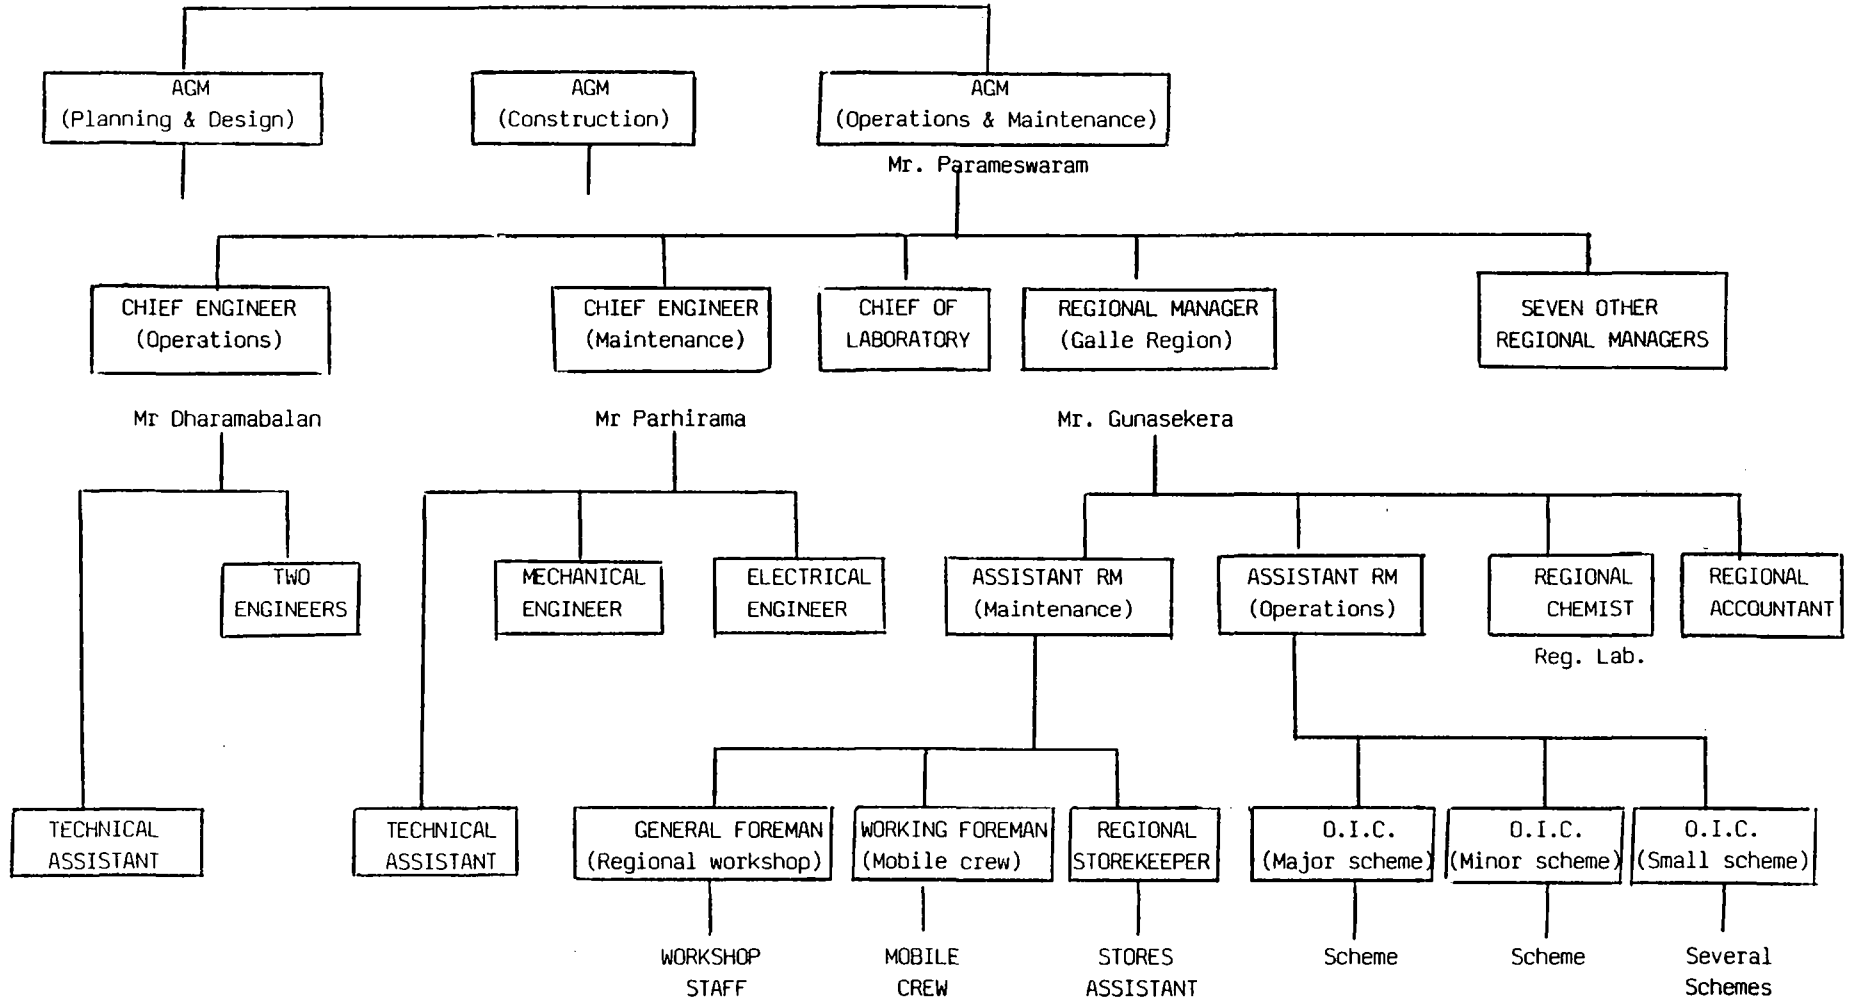 AGM
(Planning & Design)
AGM
(Construction)
AGM
(Operations & Maintenance)
Mr. Parameswaram
CHIEF ENGINEER
(Operations)
CHIEF ENGINEER
(Maintenance)
CHIEF OF
LABORATORY
REGIONAL MANAGER
(Galle Region)
SEVEN OTHER
REGIONAL MANAGERS
Mr Dharamabalan
Mr Parhirama
Mr. Gunasekera
TWO
ENGINEERS
MECHANICAL
ENGINEER
ELECTRICAL
ENGINEER
ASSISTANT RM
(Maintenance)
ASSISTANT RM
(Operations)
REGIONAL
CHEMIST
Reg. Lab.
REGIONAL
ACCOUNTANT
TECHNICAL
ASSISTANT
TECHNICAL
ASSISTANT
GENERAL FOREMAN
(Regional workshop)
WORKING FOREMAN
(Mobile crew)
REGIONAL
STOREKEEPER
O.I.C.
(Major scheme)
O.I.C.
(Minor scheme)
O.I.C.
(Small scheme)
WORKSHOP
STAFF
MOBILE
CREW
STORES
ASSISTANT
Scheme
Scheme
Several
Schemes